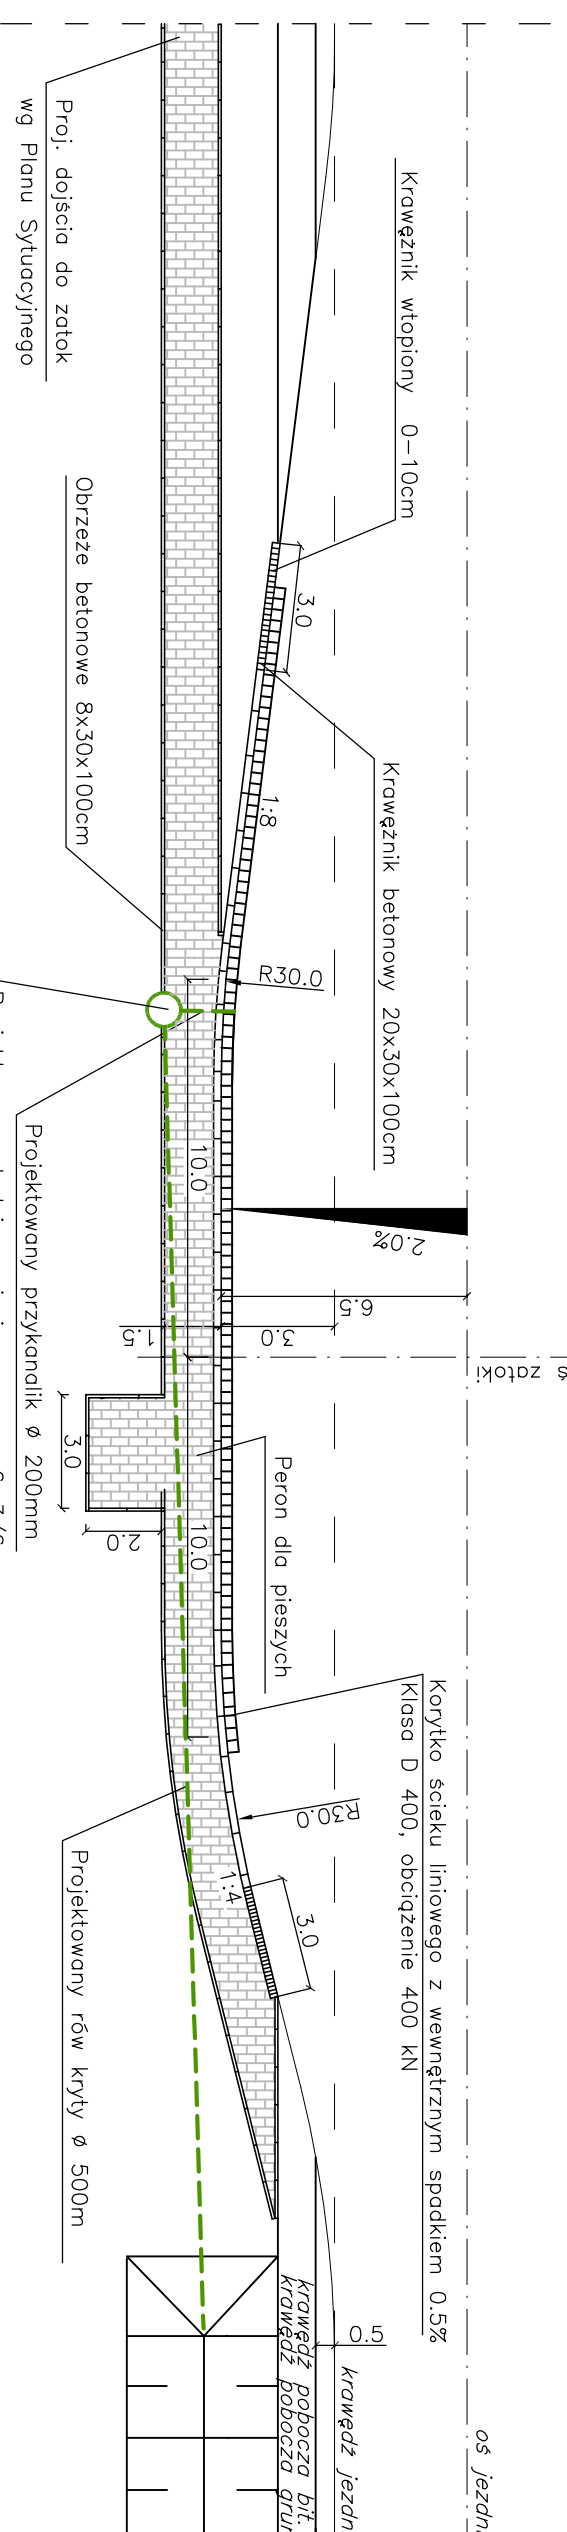 Proj. dojścia do zatok
wg Planu Sytuacyjnego
Krawężnik wtopiony 0-10cm
Obrzeże betonowe 8x30x100cm
3.0
Krawężnik betonowy 20x30x100cm
1:8
R30.0
Projektowany przykanalik ø 200mm
10.0
2.0%
6.5
3.0
1.5
zatoki
3.0
2.0
10.0
Peron dla pieszych
Korytko ścieku liniowego z wewnętrznym spadkiem 0.5%
Klasa D 400, obciążenie 400 kN
R30.0
1:4
3.0
Projektowany rów kryty ø 500m
0.5
krawędź pobocza bit.
krawędź pobocza grun
krawędź jezdn
oś jezdn